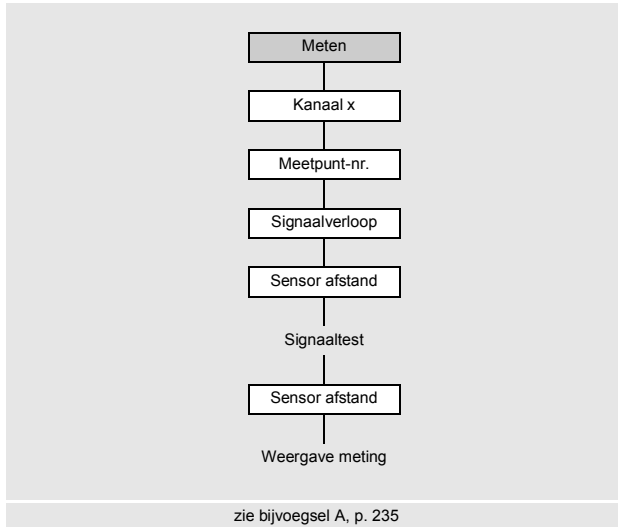 Meten
Kanaal x
Meetpunt-nr.
Signaalverloop
Sensor afstand
Signaaltest
Sensor afstand
Weergave meting
zie bijvoegsel A, p. 235